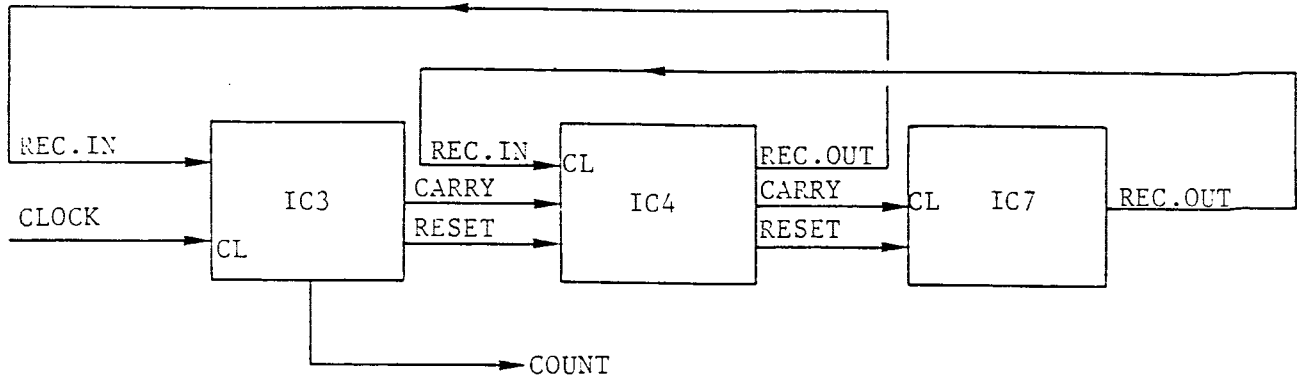 REC.IN
CLOCK
CL
IC3
CARRY
RESET
COUNT
REC.IN
CL
IC4
REC.OUT
CARRY
RESET
CL
IC7
REC.OUT